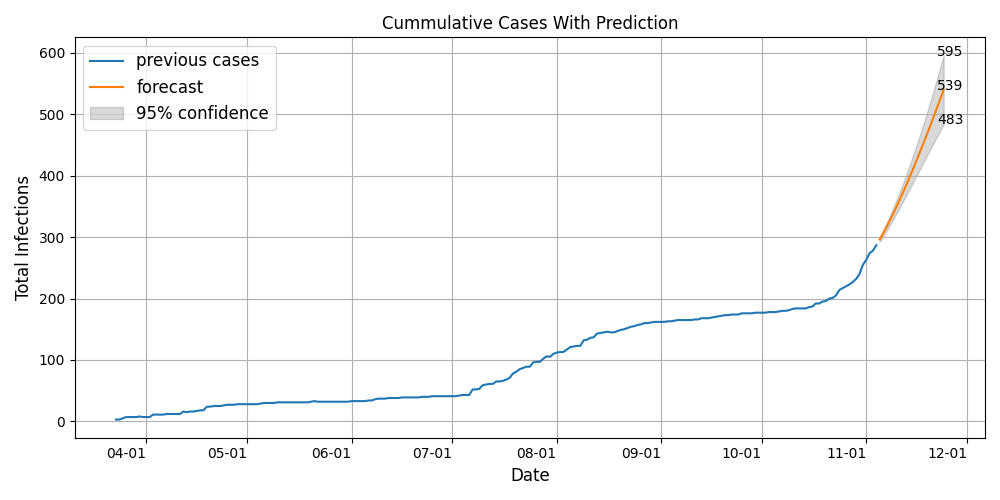 Cummulative Cases With Prediction
previous cases
forecast
95% confidence
595
539
483
600
500
400
300
200
100
0
Total Infections
04-01 05-01 06-01 07-01 08-01 09-01 10-01 11-01 12-01
Date